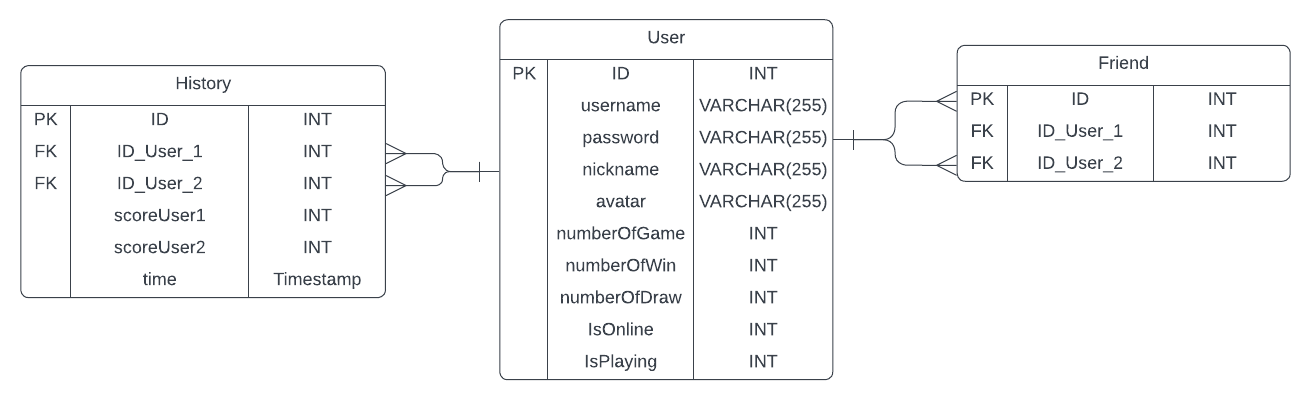 History
PK ID INT
FK ID_User_1 INT
FK ID_User_2 INT
scoreUser1 INT
scoreUser2 INT
time Timestamp
User
PK ID INT
username VARCHAR(255)
password VARCHAR(255)
nickname VARCHAR(255)
avatar VARCHAR(255)
numberOfGame INT
numberOfWin INT
numberOfDraw INT
IsOnline INT
IsPlaying INT
Friend
PK ID INT
FK ID_User_1 INT
FK ID_User_2 INT